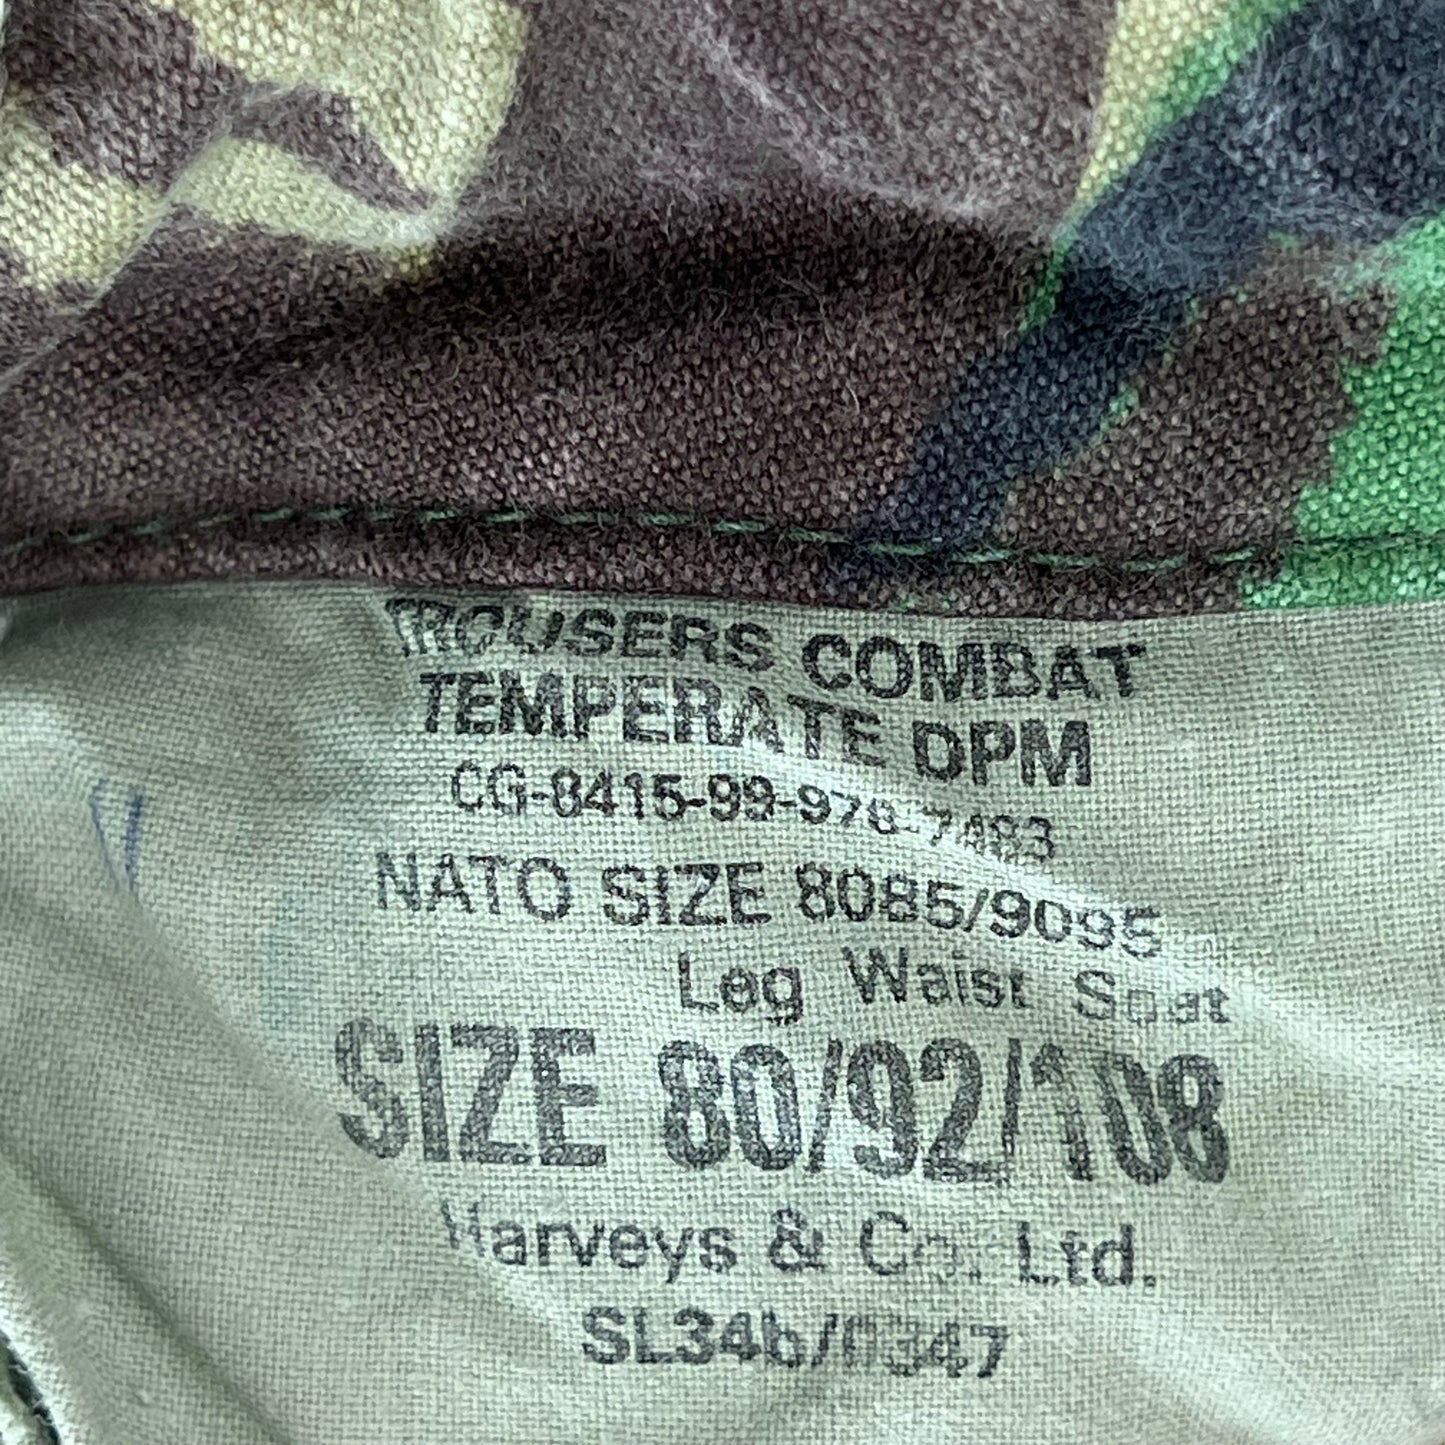 TROUSERS COMBAT
TEMPERATE DPM
CG-8415-99-978-7483
NATO SIZE 8085/9095
Leg Waist Seat
SIZE 80/92/108
Harveys & Co. Ltd.
SL34b/0347